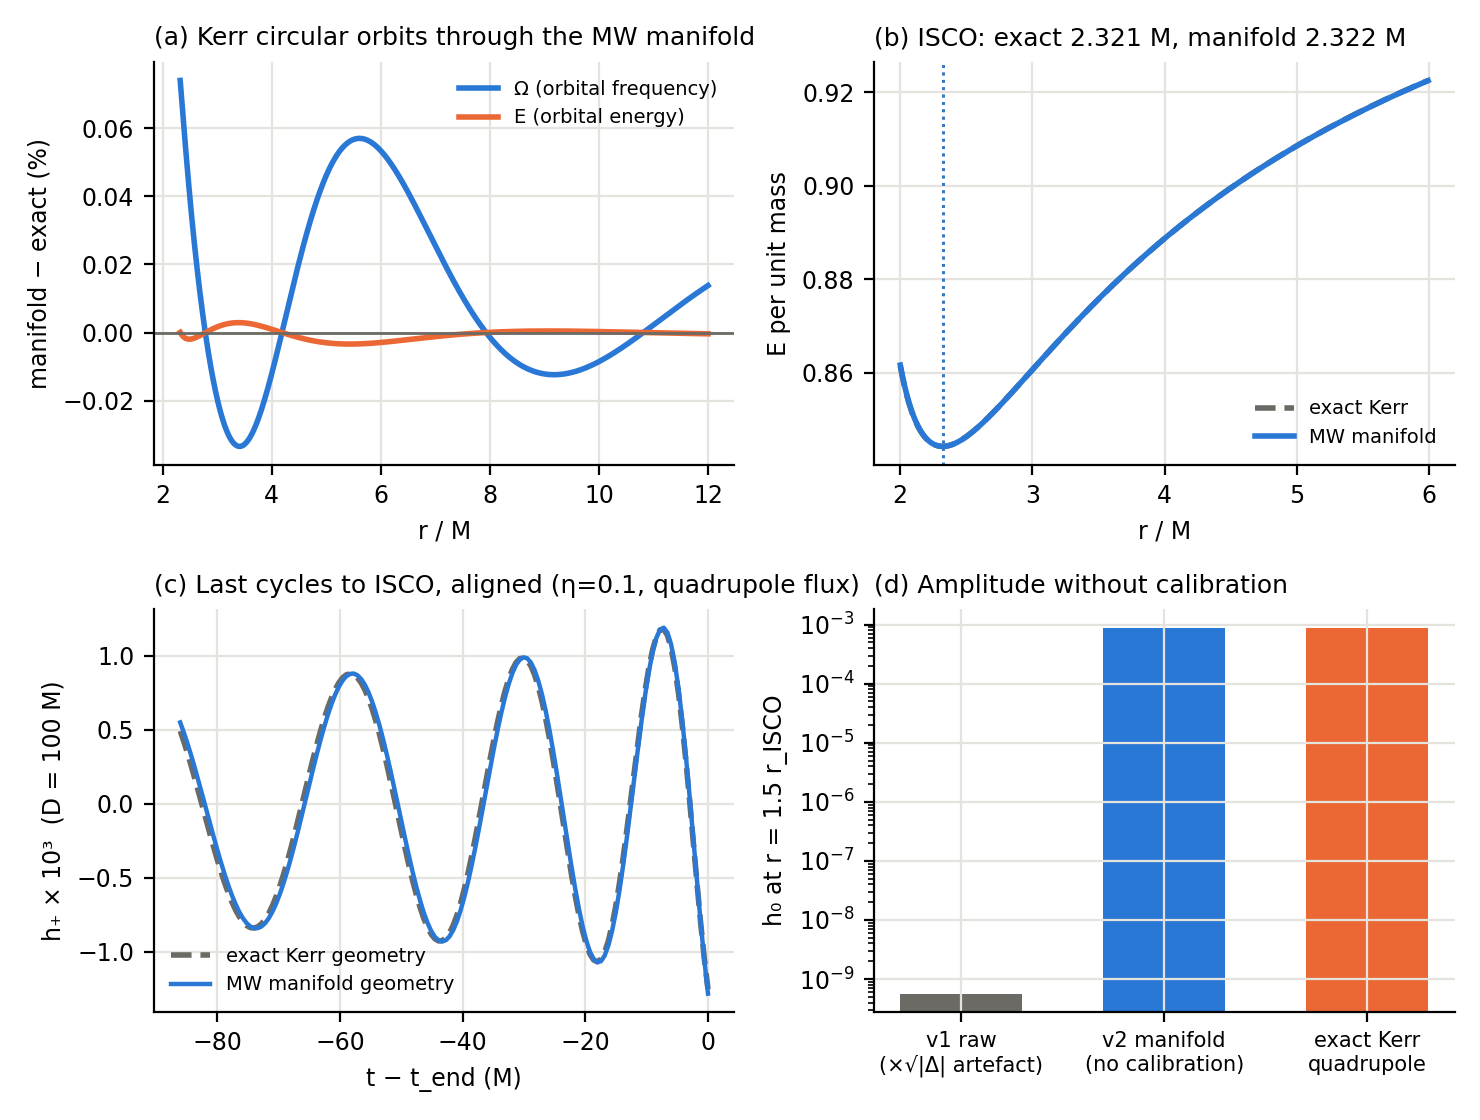 (a) Kerr circular orbits through the MW manifold
Ω (orbital frequency)
E (orbital energy)
manifold − exact (%)
0.06
0.04
0.02
0.00
−0.02
2 4 6 8 10 12
r / M
(b) ISCO: exact 2.321 M, manifold 2.322 M
E per unit mass
0.92
0.90
0.88
0.86
exact Kerr
MW manifold
2 3 4 5 6
r / M
(c) Last cycles to ISCO, aligned (η=0.1, quadrupole flux)
h₊ × 10³  (D = 100 M)
1.0
0.5
0.0
−0.5
−1.0
exact Kerr geometry
MW manifold geometry
−80 −60 −40 −20 0
t − t_end (M)
(d) Amplitude without calibration
h₀ at r = 1.5 r_ISCO
10⁻³
10⁻⁴
10⁻⁵
10⁻⁶
10⁻⁷
10⁻⁸
10⁻⁹
v1 raw
(×√|Δ| artefact)
v2 manifold
(no calibration)
exact Kerr
quadrupole